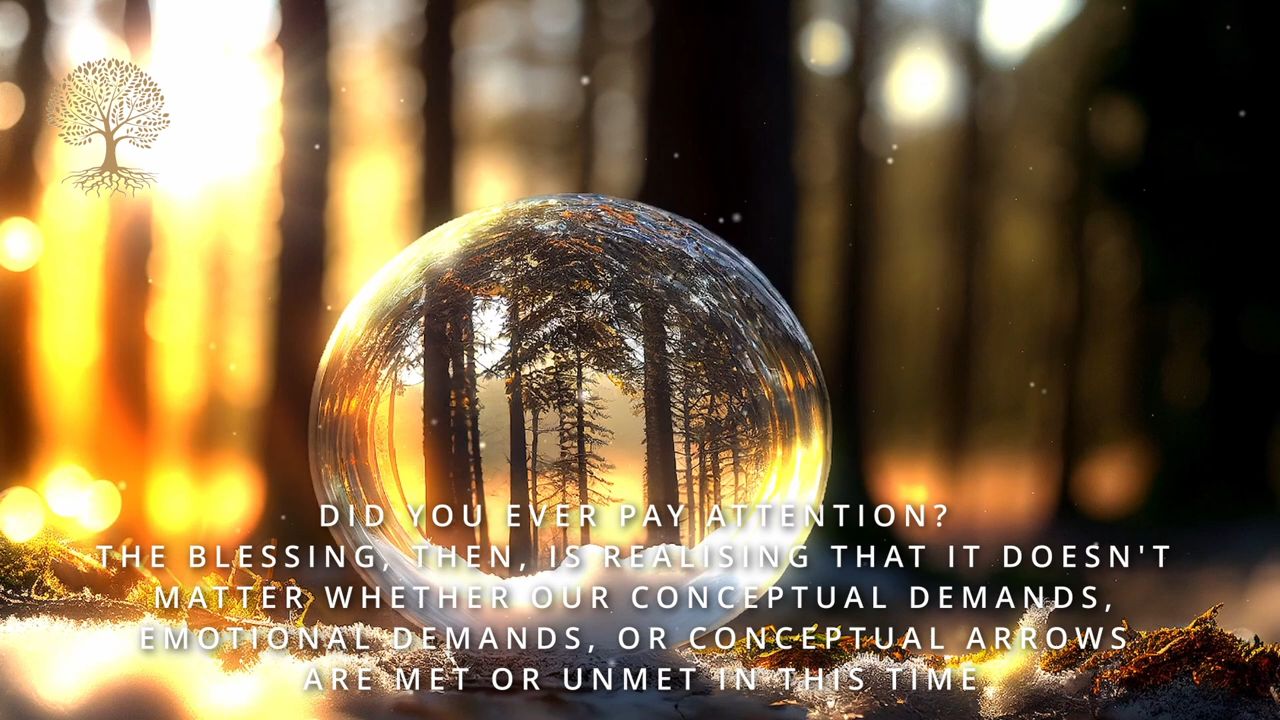 DID YOU EVER PAY ATTENTION?
THE BLESSING, THEN, IS REALISING THAT IT DOESN'T
MATTER WHETHER OUR CONCEPTUAL DEMANDS,
EMOTIONAL DEMANDS, OR CONCEPTUAL ARROWS
ARE MET OR UNMET IN THIS TIME